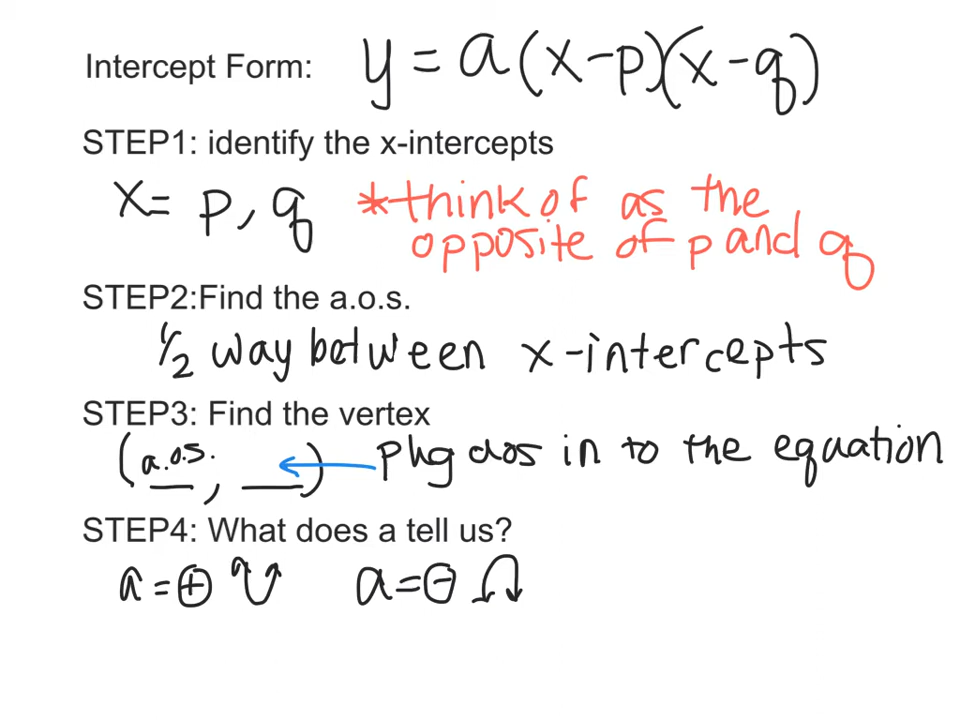 Intercept Form: y = a(x-p)(x-q)
STEP1: identify the x-intercepts
x= p, q *think of as the
opposite of p and q
STEP2:Find the a.o.s.
1/2 way between x-intercepts
STEP3: Find the vertex
(a.o.s., __) plug aos in to the equation
STEP4: What does a tell us?
a=⊕ a=⊖